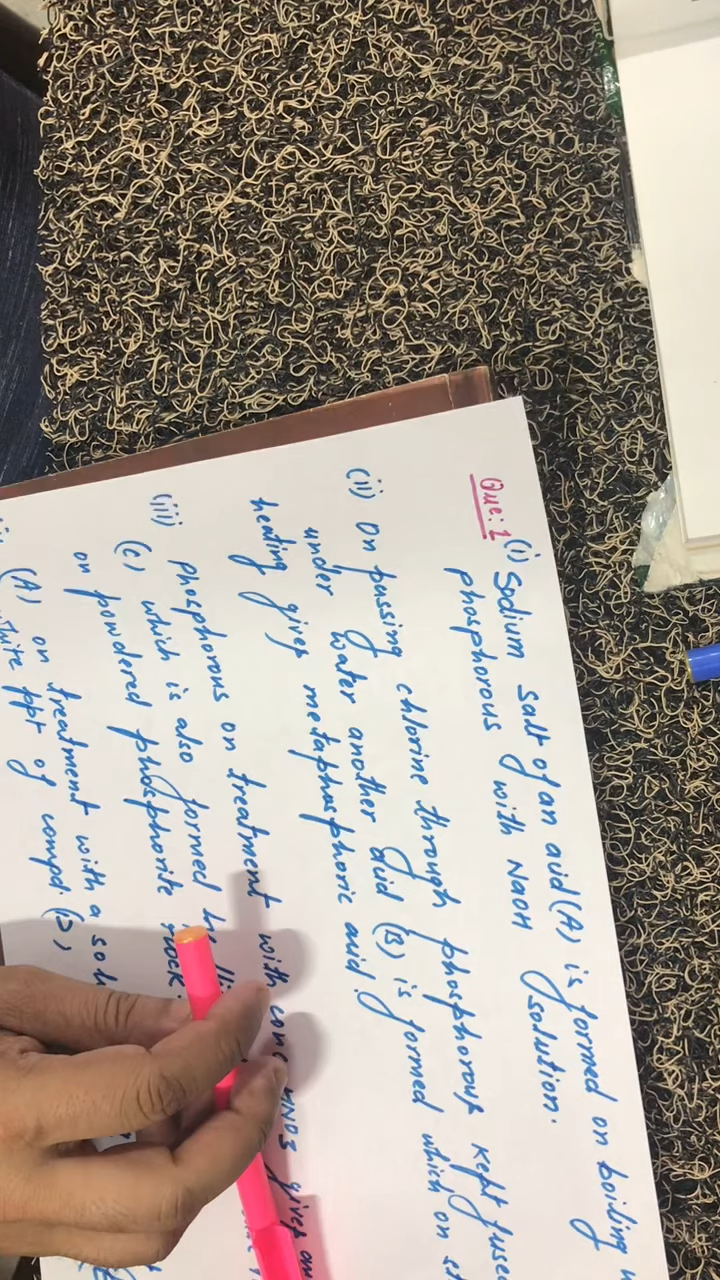 Que:1 (i) Sodium salt of an acid (A) is formed on boiling
phosphorous with NaOH solution.
(ii) On passing chlorine through phosphorous kept fused
under water another acid (B) is formed which on
heating gives metaphosphoric acid.
(iii) phosphorous on treatment with conc HNO3 gives an
(C) which is also formed by
on powdered phosphorite rock.
(A) on treatment with a
white ppt of compd (D),